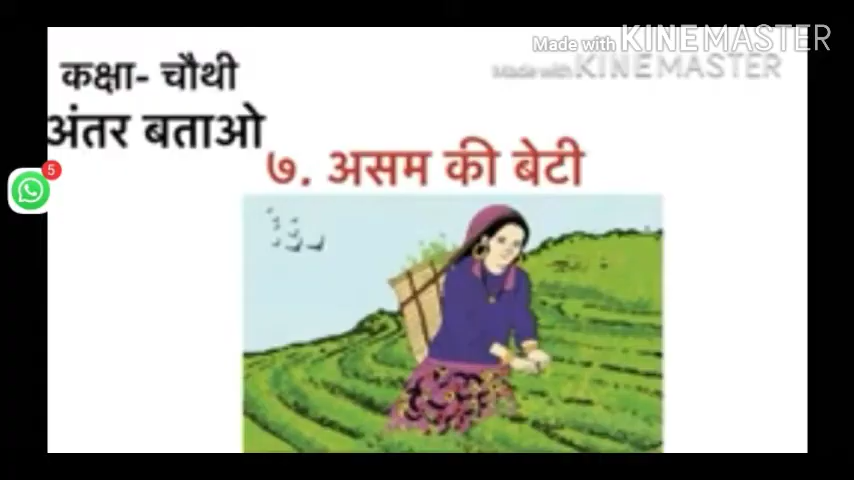 Made with KINEMASTER
Made with KINEMASTER
कक्षा- चौथी
अंतर बताओ
5
७. असम की बेटी